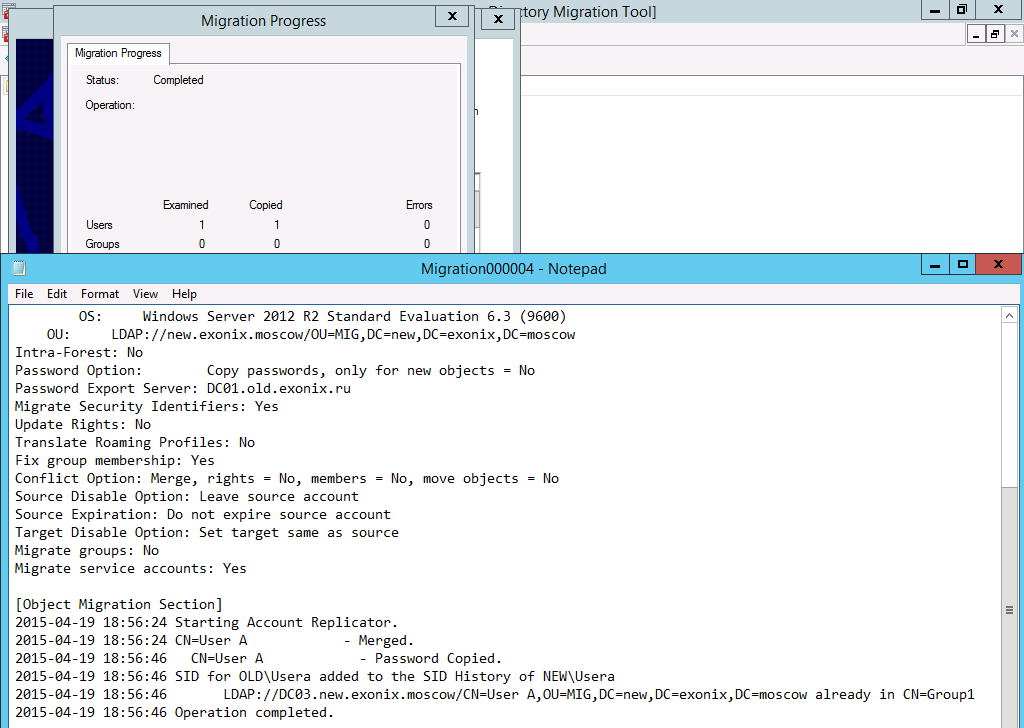 Directory Migration Tool]
Migration Progress
Migration Progress
Status: Completed
Operation:
Examined Copied Errors
Users 1 1 0
Groups 0 0 0
Migration000004 - Notepad
File Edit Format View Help
OS: Windows Server 2012 R2 Standard Evaluation 6.3 (9600)
OU: LDAP://new.exonix.moscow/OU=MIG,DC=new,DC=exonix,DC=moscow
Intra-Forest: No
Password Option: Copy passwords, only for new objects = No
Password Export Server: DC01.old.exonix.ru
Migrate Security Identifiers: Yes
Update Rights: No
Translate Roaming Profiles: No
Fix group membership: Yes
Conflict Option: Merge, rights = No, members = No, move objects = No
Source Disable Option: Leave source account
Source Expiration: Do not expire source account
Target Disable Option: Set target same as source
Migrate groups: No
Migrate service accounts: Yes
[Object Migration Section]
2015-04-19 18:56:24 Starting Account Replicator.
2015-04-19 18:56:24 CN=User A - Merged.
2015-04-19 18:56:46 CN=User A - Password Copied.
2015-04-19 18:56:46 SID for OLD\Usera added to the SID History of NEW\Usera
2015-04-19 18:56:46 LDAP://DC03.new.exonix.moscow/CN=User A,OU=MIG,DC=new,DC=exonix,DC=moscow already in CN=Group1
2015-04-19 18:56:46 Operation completed.